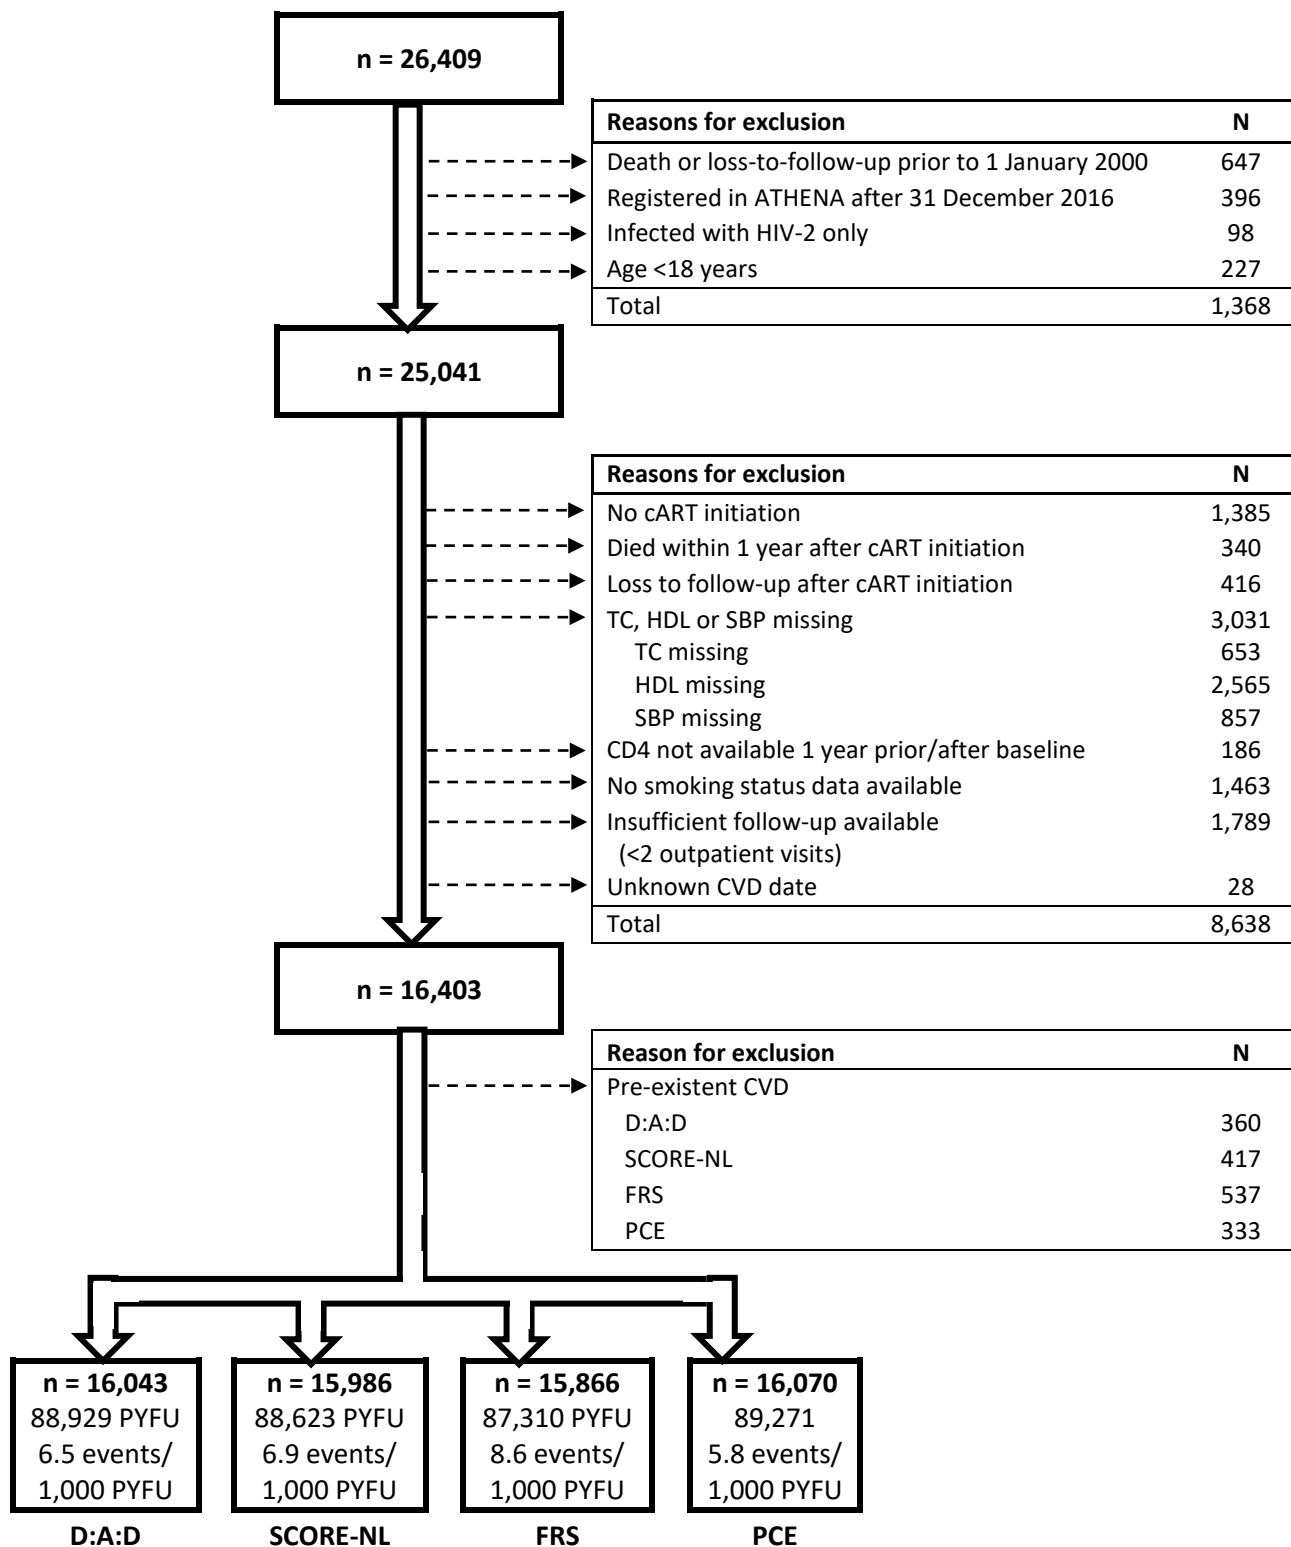 n = 26,409
Reasons for exclusion N
Death or loss-to-follow-up prior to 1 January 2000 647
Registered in ATHENA after 31 December 2016 396
Infected with HIV-2 only 98
Age <18 years 227
Total 1,368
n = 25,041
Reasons for exclusion N
No cART initiation 1,385
Died within 1 year after cART initiation 340
Loss to follow-up after cART initiation 416
TC, HDL or SBP missing 3,031
TC missing 653
HDL missing 2,565
SBP missing 857
CD4 not available 1 year prior/after baseline 186
No smoking status data available 1,463
Insufficient follow-up available 1,789
(<2 outpatient visits)
Unknown CVD date 28
Total 8,638
n = 16,403
Reason for exclusion N
Pre-existent CVD
D:A:D 360
SCORE-NL 417
FRS 537
PCE 333
n = 16,043
88,929 PYFU
6.5 events/
1,000 PYFU
D:A:D
n = 15,986
88,623 PYFU
6.9 events/
1,000 PYFU
SCORE-NL
n = 15,866
87,310 PYFU
8.6 events/
1,000 PYFU
FRS
n = 16,070
89,271
5.8 events/
1,000 PYFU
PCE